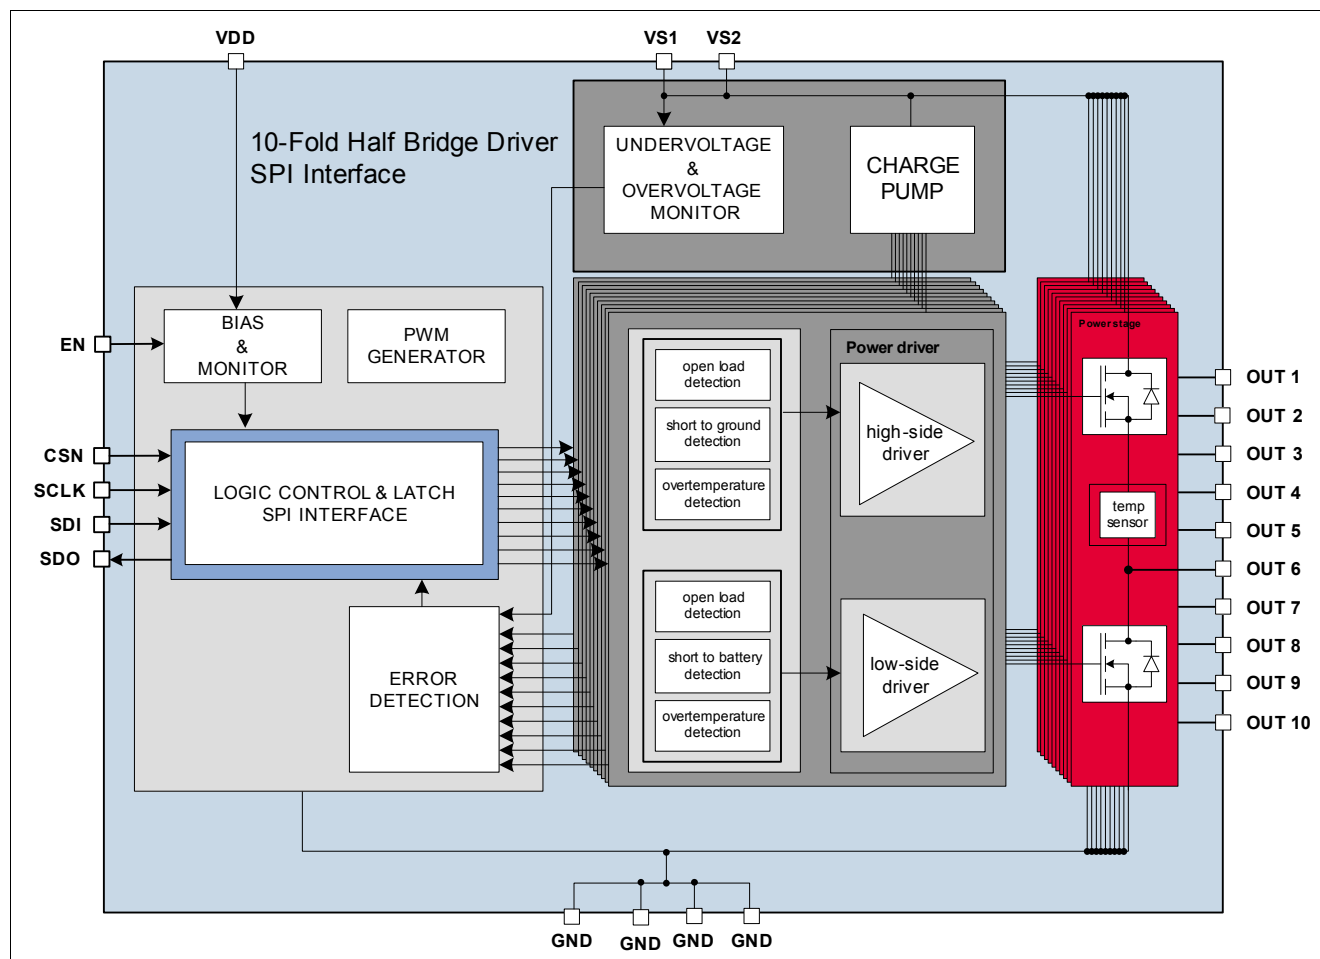 VDD
VS1
VS2
10-Fold Half Bridge Driver
SPI Interface
UNDERVOLTAGE
&
OVERVOLTAGE
MONITOR
CHARGE
PUMP
BIAS
&
MONITOR
PWM
GENERATOR
EN
CSN
SCLK
SDI
SDO
LOGIC CONTROL & LATCH
SPI INTERFACE
ERROR
DETECTION
open load
detection
short to ground
detection
overtemperature
detection
open load
detection
short to battery
detection
overtemperature
detection
Power driver
high-side
driver
low-side
driver
Power stage
temp
sensor
OUT 1
OUT 2
OUT 3
OUT 4
OUT 5
OUT 6
OUT 7
OUT 8
OUT 9
OUT 10
GND
GND
GND
GND